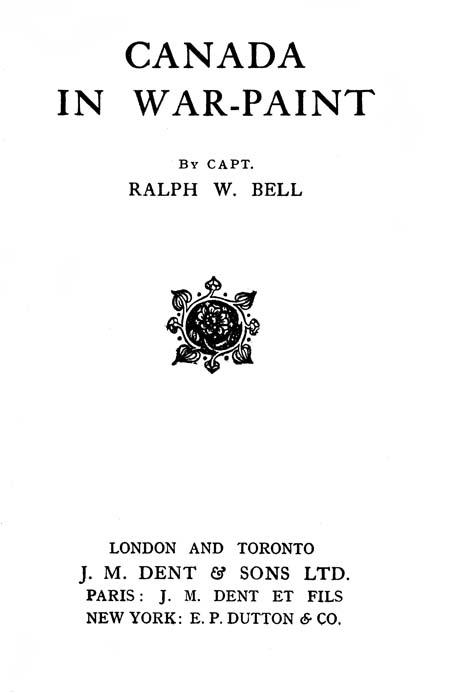 CANADA
IN WAR-PAINT
BY CAPT.
RALPH W. BELL
LONDON AND TORONTO
J. M. DENT & SONS LTD.
PARIS: J. M. DENT ET FILS
NEW YORK: E. P. DUTTON & CO.